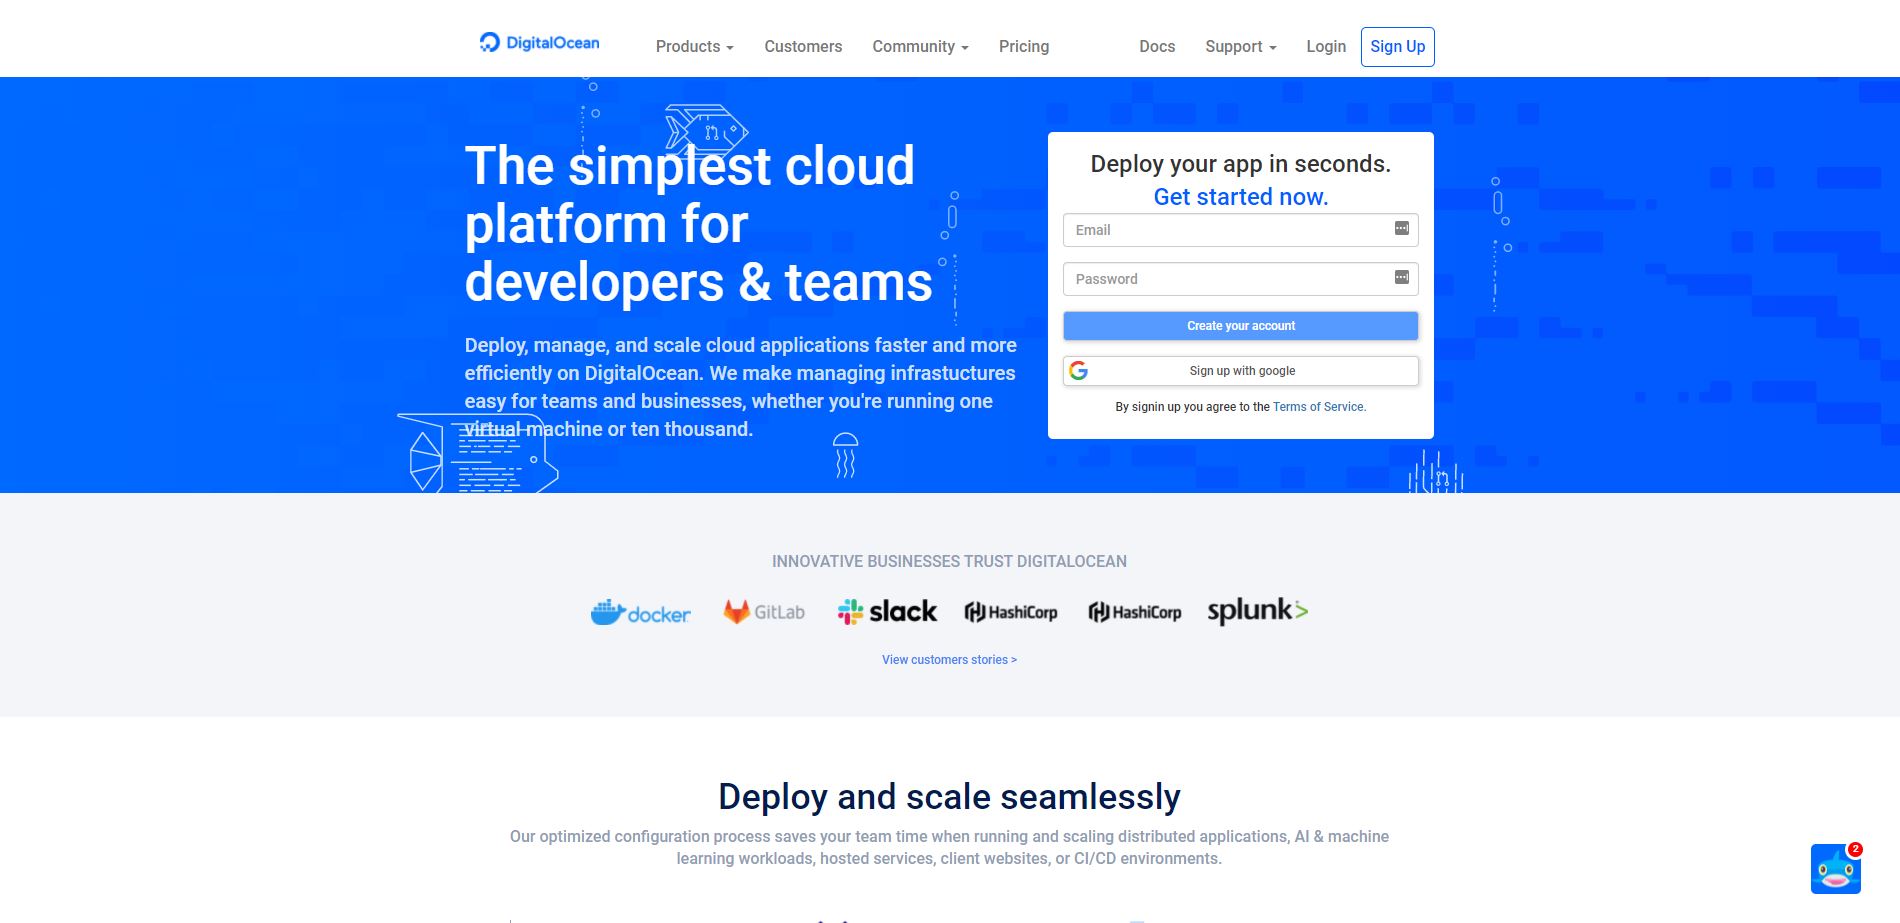 DigitalOcean
Products
Customers
Community
Pricing
Docs
Support
Login
Sign Up
The simplest cloud
platform for
developers & teams
Deploy, manage, and scale cloud applications faster and more
efficiently on DigitalOcean. We make managing infrastuctures
easy for teams and businesses, whether you're running one
virtual machine or ten thousand.
Deploy your app in seconds.
Get started now.
Email
Password
Create your account
Sign up with google
By signin up you agree to the Terms of Service.
INNOVATIVE BUSINESSES TRUST DIGITALOCEAN
docker
GitLab
slack
HashiCorp
HashiCorp
splunk>
View customers stories >
Deploy and scale seamlessly
Our optimized configuration process saves your team time when running and scaling distributed applications, AI & machine
learning workloads, hosted services, client websites, or CI/CD environments.
2